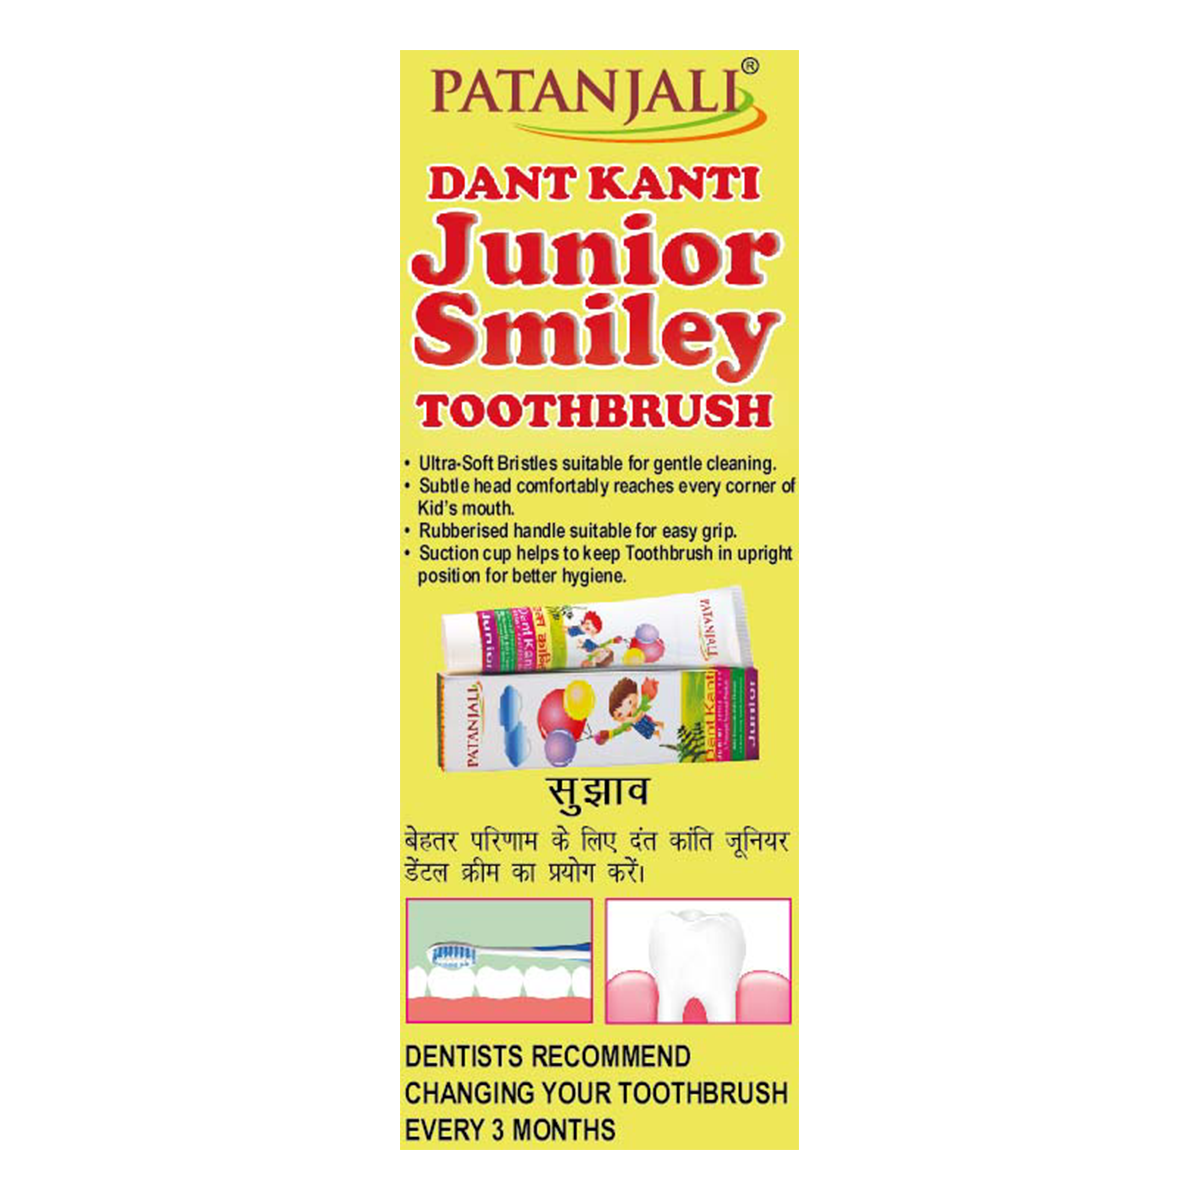 PATANJALI®
DANT KANTI
Junior
Smiley
TOOTHBRUSH
• Ultra-Soft Bristles suitable for gentle cleaning.
• Subtle head comfortably reaches every corner of
Kid's mouth.
• Rubberised handle suitable for easy grip.
• Suction cup helps to keep Toothbrush in upright
position for better hygiene.
PATANJALI
Junior
PATANJALI
Dant Kanti
Junior
सुझाव
बेहतर परिणाम के लिए दंत कांति जूनियर
डेंटल क्रीम का प्रयोग करें।
DENTISTS RECOMMEND
CHANGING YOUR TOOTHBRUSH
EVERY 3 MONTHS